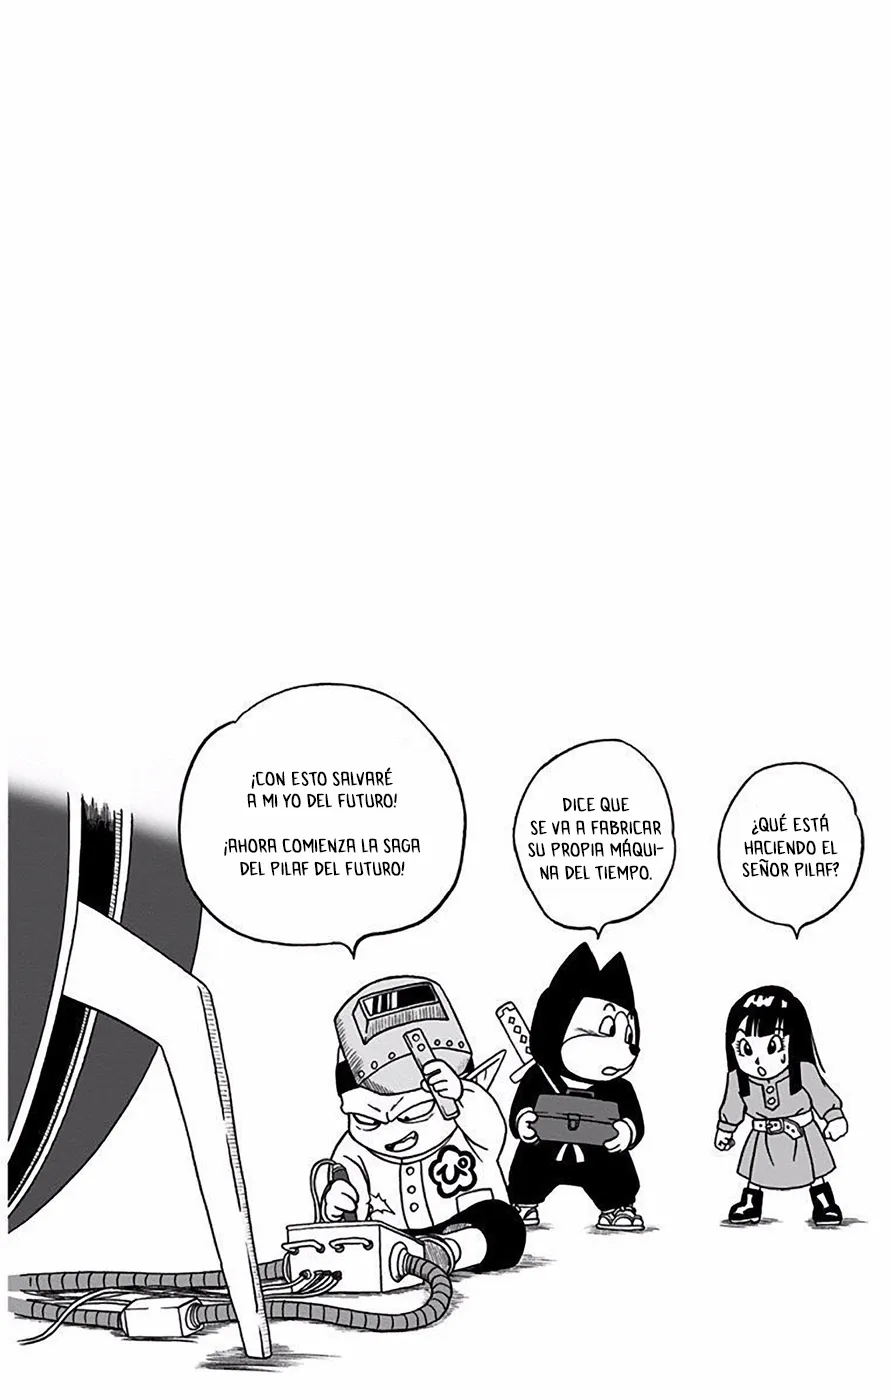 ¿QUÉ ESTÁ
HACIENDO EL
SEÑOR PILAF?
DICE QUE
SE VA A FABRICAR
SU PROPIA MÁQUI-
NA DEL TIEMPO.
¡CON ESTO SALVARÉ
A MI YO DEL FUTURO!
¡AHORA COMIENZA LA SAGA
DEL PILAF DEL FUTURO!
ぴ